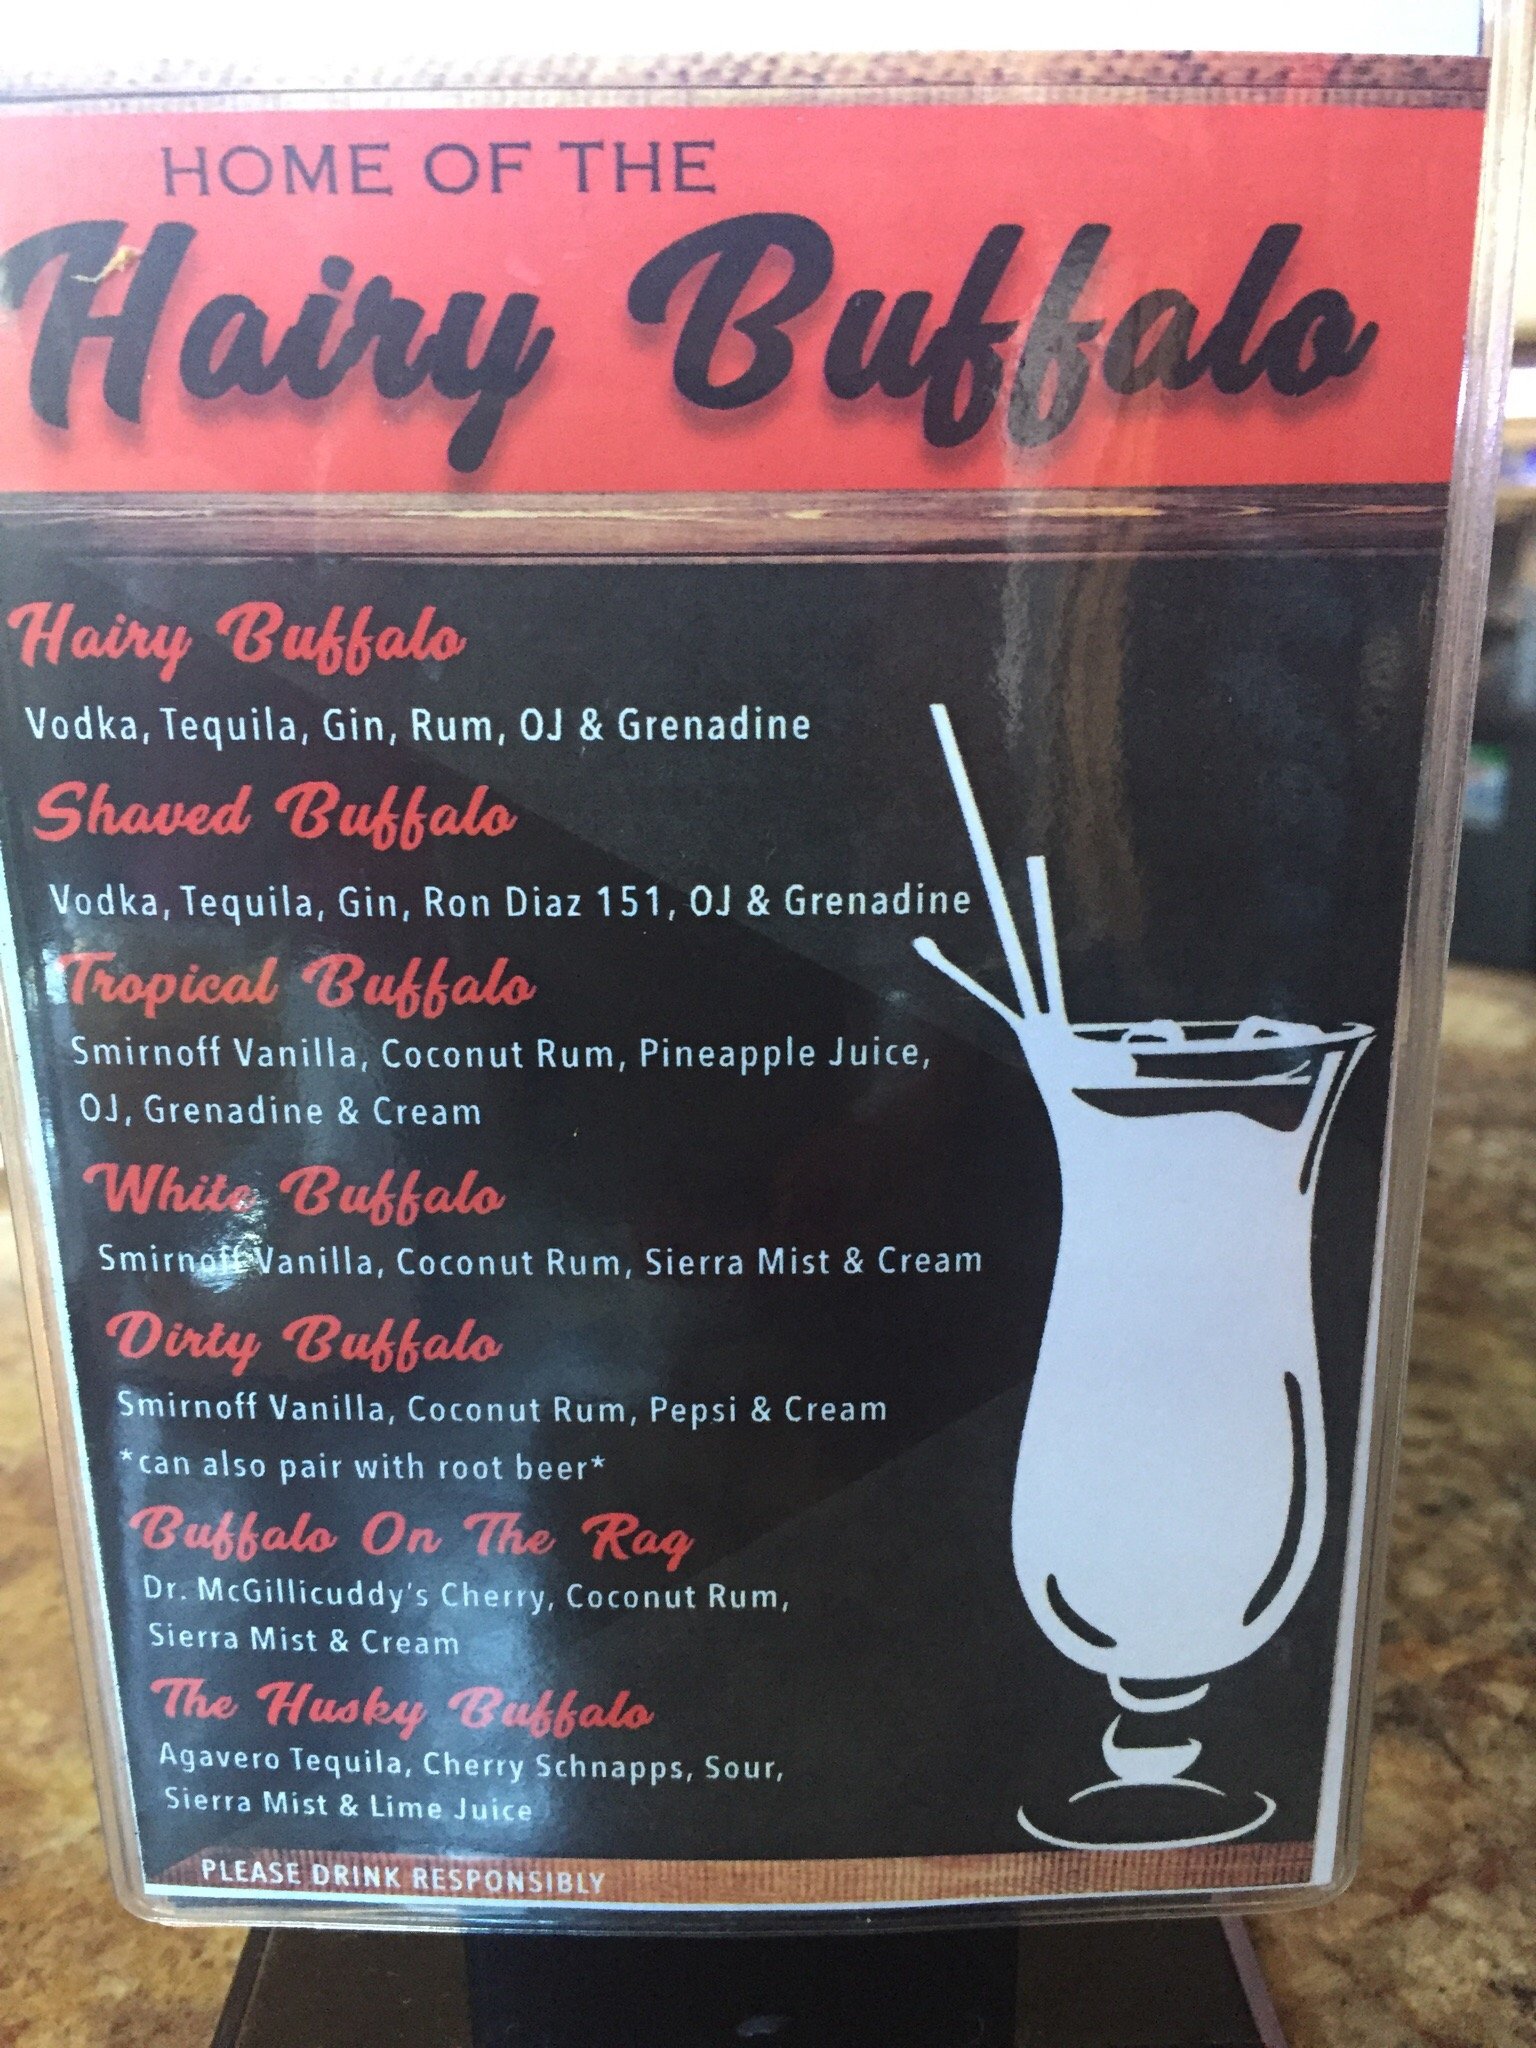 HOME OF THE
Hairy Buffalo
Hairy Buffalo
Vodka, Tequila, Gin, Rum, OJ & Grenadine
Shaved Buffalo
Vodka, Tequila, Gin, Ron Diaz 151, OJ & Grenadine
Tropical Buffalo
Smirnoff Vanilla, Coconut Rum, Pineapple Juice,
OJ, Grenadine & Cream
White Buffalo
Smirnoff Vanilla, Coconut Rum, Sierra Mist & Cream
Dirty Buffalo
Smirnoff Vanilla, Coconut Rum, Pepsi & Cream
*can also pair with root beer*
Buffalo On The Rag
Dr. McGillicuddy's Cherry, Coconut Rum,
Sierra Mist & Cream
The Husky Buffalo
Agavero Tequila, Cherry Schnapps, Sour,
Sierra Mist & Lime Juice
PLEASE DRINK RESPONSIBLY